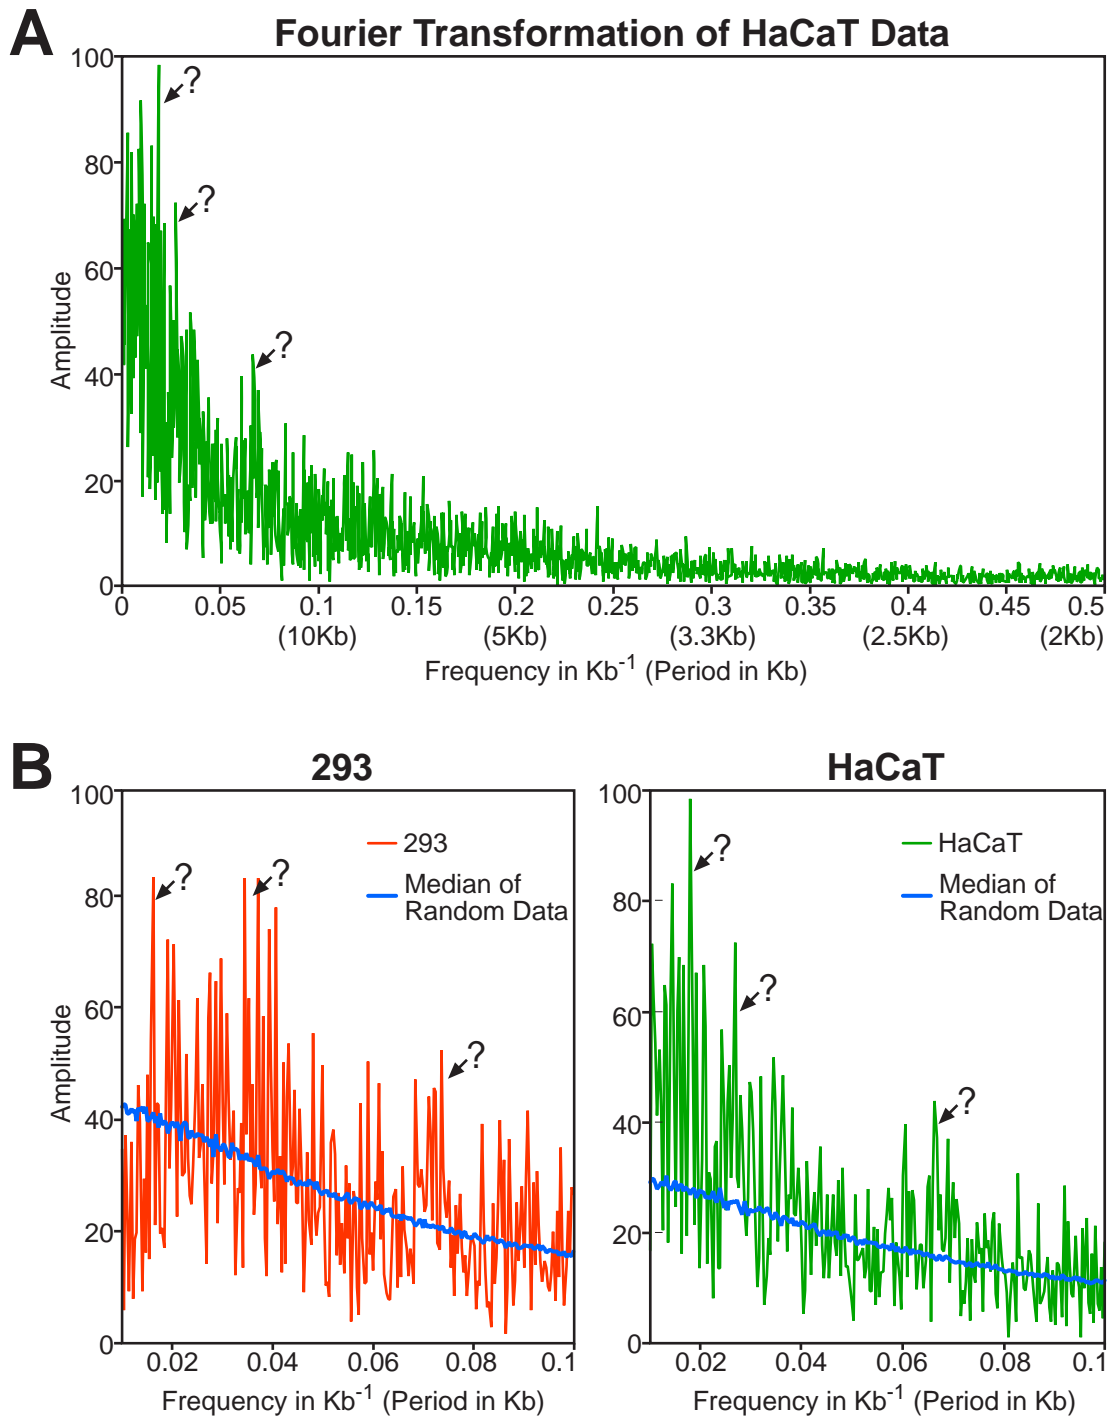 A
Fourier Transformation of HaCaT Data
100
80
60
40
20
0
Amplitude
?
?
?
0 0.05 0.1 0.15 0.2 0.25 0.3 0.35 0.4 0.45 0.5
(10Kb) (5Kb) (3.3Kb) (2.5Kb) (2Kb)
Frequency in Kb-1 (Period in Kb)
B
293
100
80
60
40
20
0
Amplitude
?
?
?
293
Median of
Random Data
0.02 0.04 0.06 0.08 0.1
Frequency in Kb-1 (Period in Kb)
HaCaT
100
80
60
40
20
0
?
?
?
HaCaT
Median of
Random Data
0.02 0.04 0.06 0.08 0.1
Frequency in Kb-1 (Period in Kb)